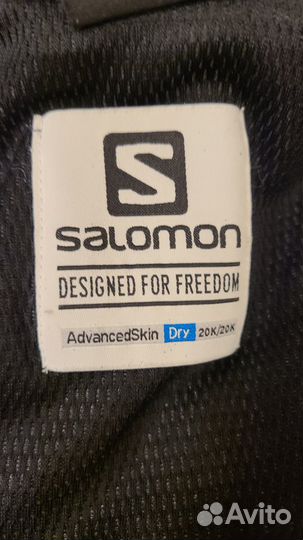 S
SALOMON
DESIGNED FOR FREEDOM
AdvancedSkin Dry 20K/20K
Avito